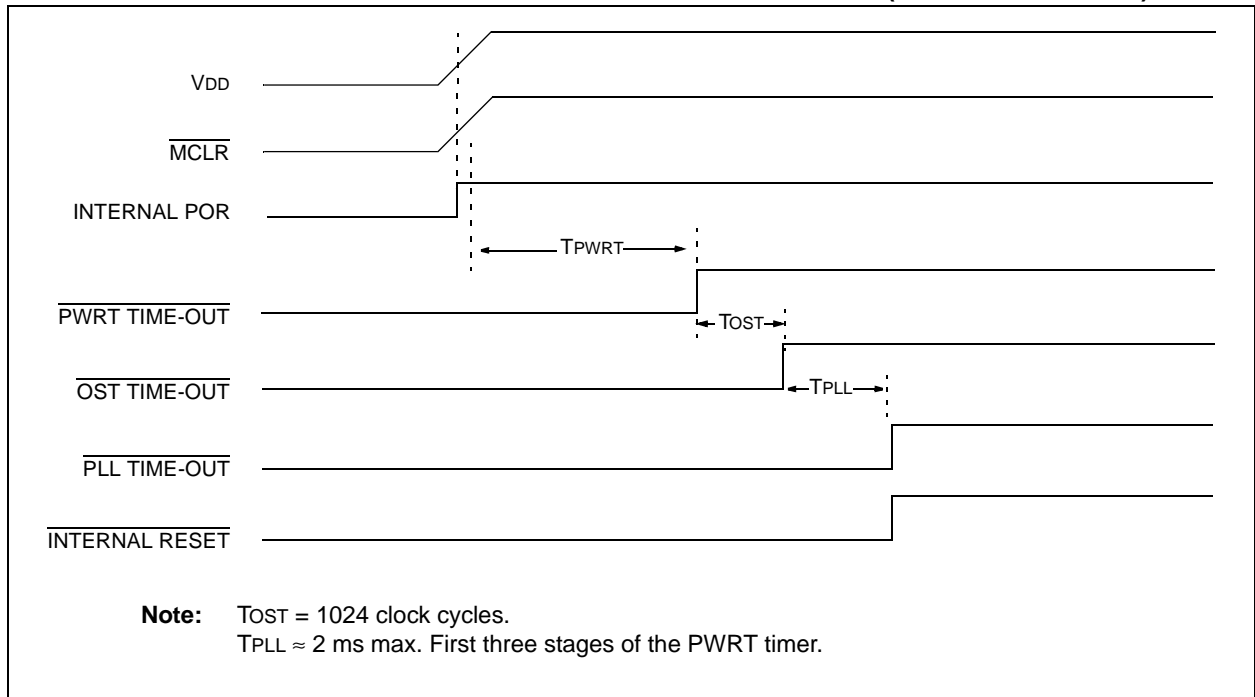 VDD
MCLR
INTERNAL POR
TPWRT
PWRT TIME-OUT
TOST
OST TIME-OUT
TPLL
PLL TIME-OUT
INTERNAL RESET
Note: TOST = 1024 clock cycles.
TPLL ≈ 2 ms max. First three stages of the PWRT timer.